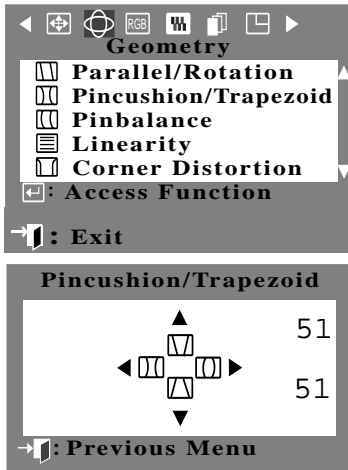 RGB
Geometry
Parallel/Rotation
Pincushion/Trapezoid
Pinbalance
Linearity
Corner Distortion
: Access Function
: Exit
Pincushion/Trapezoid
51
51
: Previous Menu